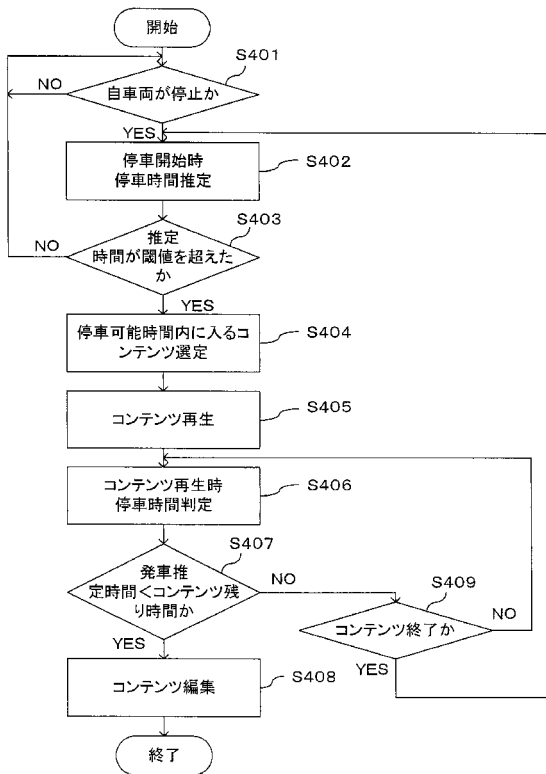 開始
S401
自車両が停止か
NO
YES
停車開始時
停車時間推定
S402
S403
推定
時間が閾値を超えた
か
NO
YES
停車可能時間内に入るコ
ンテンツ選定
S404
コンテンツ再生
S405
コンテンツ再生時
停車時間判定
S406
S407
発車推
定時間<コンテンツ残
り時間か
NO
YES
S409
コンテンツ終了か
NO
YES
コンテンツ編集
S408
終了